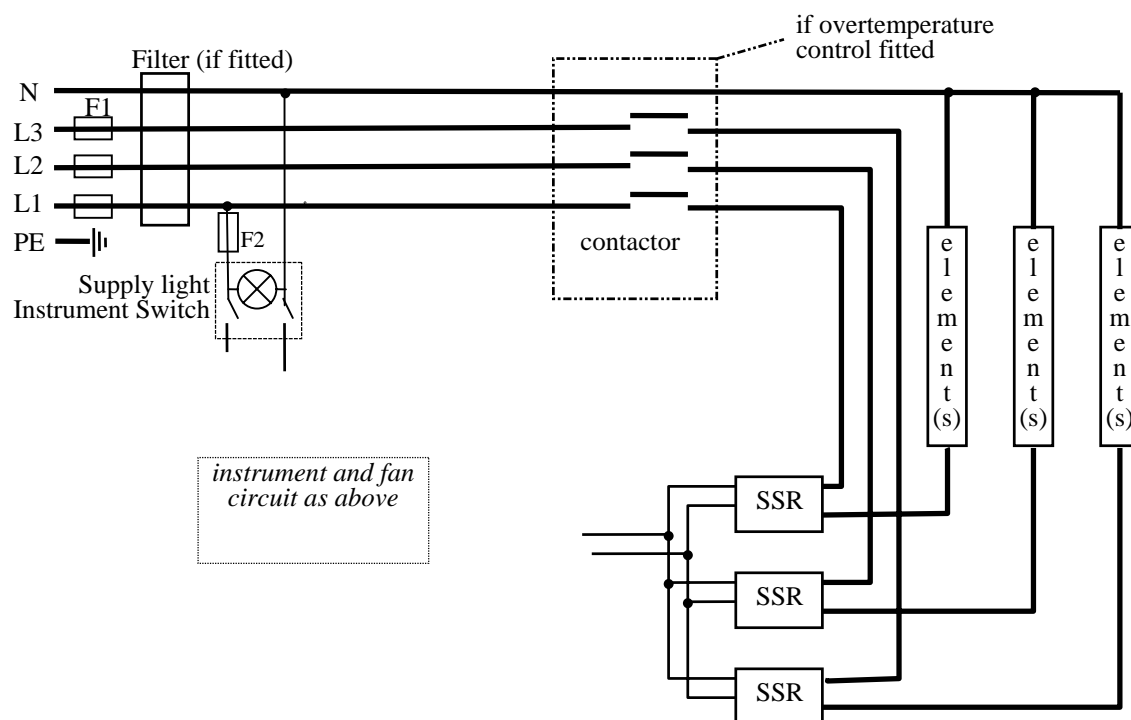 if overtemperature
control fitted
Filter (if fitted)
N
F1
L3
L2
L1
F2
PE
contactor
Supply light
Instrument Switch
element(s)
element(s)
element(s)
instrument and fan
circuit as above
SSR
SSR
SSR